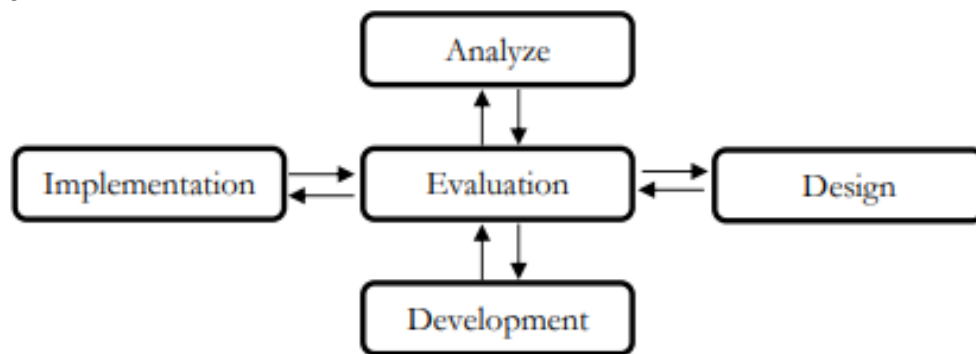 Analyze
Implementation
Evaluation
Design
Development